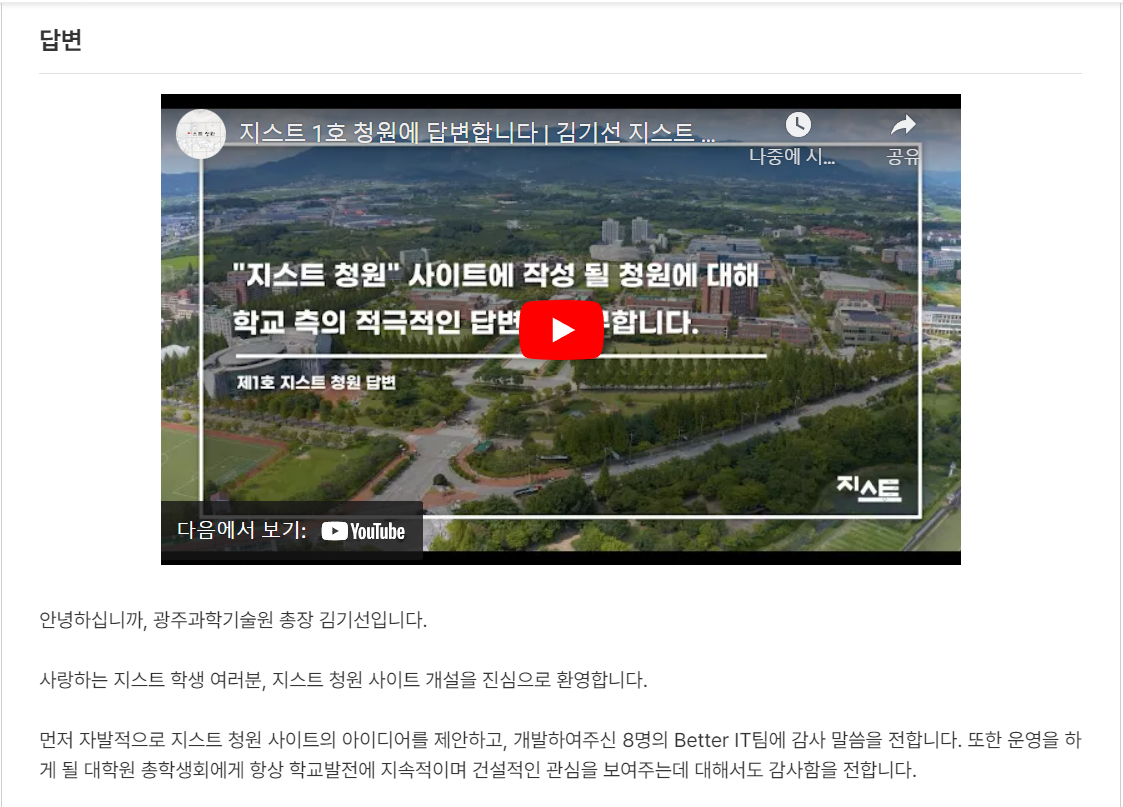 답변
지스트 1호 청원에 답변합니다 | 김기선 지스트 ...
나중에 시...
공유
"지스트 청원" 사이트에 작성 될 청원에 대해
학교 측의 적극적인 답변
합니다.
제1호 지스트 청원 답변
지스트
다음에서 보기: YouTube
안녕하십니까, 광주과학기술원 총장 김기선입니다.
사랑하는 지스트 학생 여러분, 지스트 청원 사이트 개설을 진심으로 환영합니다.
먼저 자발적으로 지스트 청원 사이트의 아이디어를 제안하고, 개발하여주신 8명의 Better IT팀에 감사 말씀을 전합니다. 또한 운영을 하
게 될 대학원 총학생회에게 항상 학교발전에 지속적이며 건설적인 관심을 보여주는데 대해서도 감사함을 전합니다.